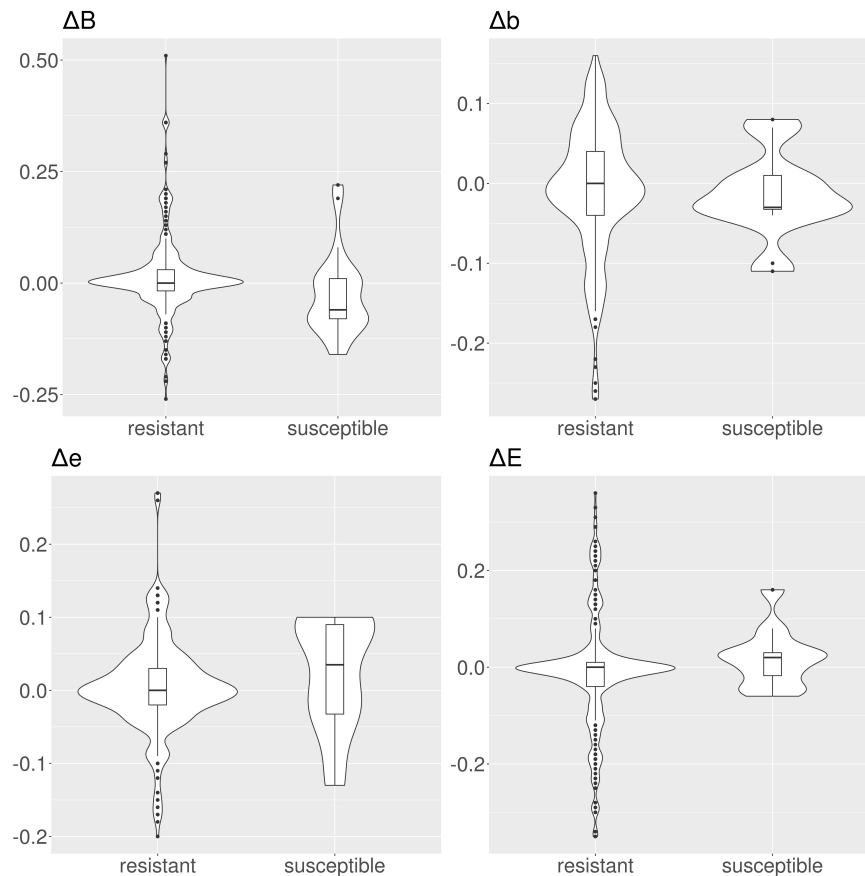 ΔB
0.50
0.25
0.00
-0.25
resistant susceptible
Δb
0.1
0.0
-0.1
-0.2
resistant susceptible
Δe
0.2
0.1
0.0
-0.1
-0.2
resistant susceptible
ΔE
0.2
0.0
-0.2
resistant susceptible